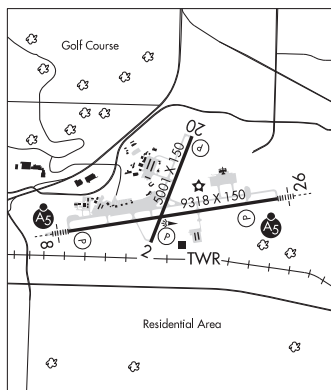 Golf Course
20
P
5001 X 150
9318 X 150
26
A5
P
A5
8
P
P
2
TWR
Residential Area